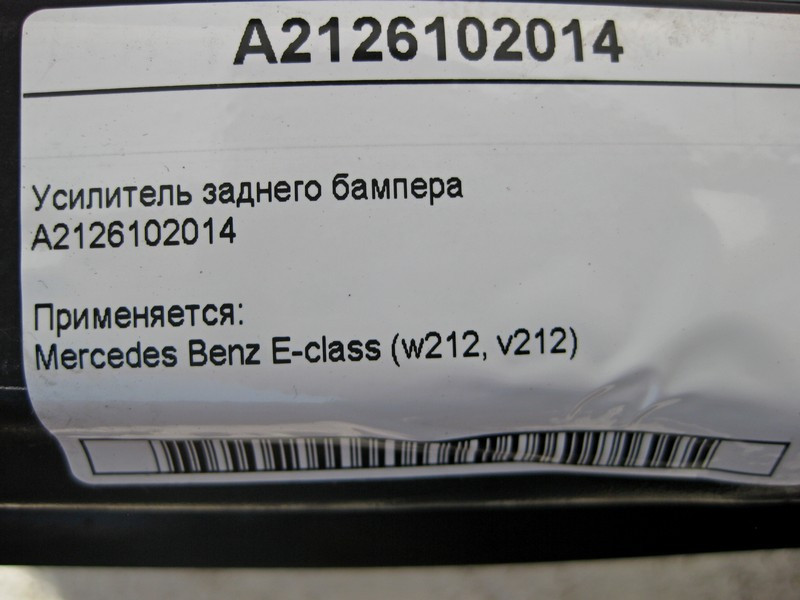 A2126102014
Усилитель заднего бампера
A2126102014
Применяется:
Mercedes Benz E-class (w212, v212)